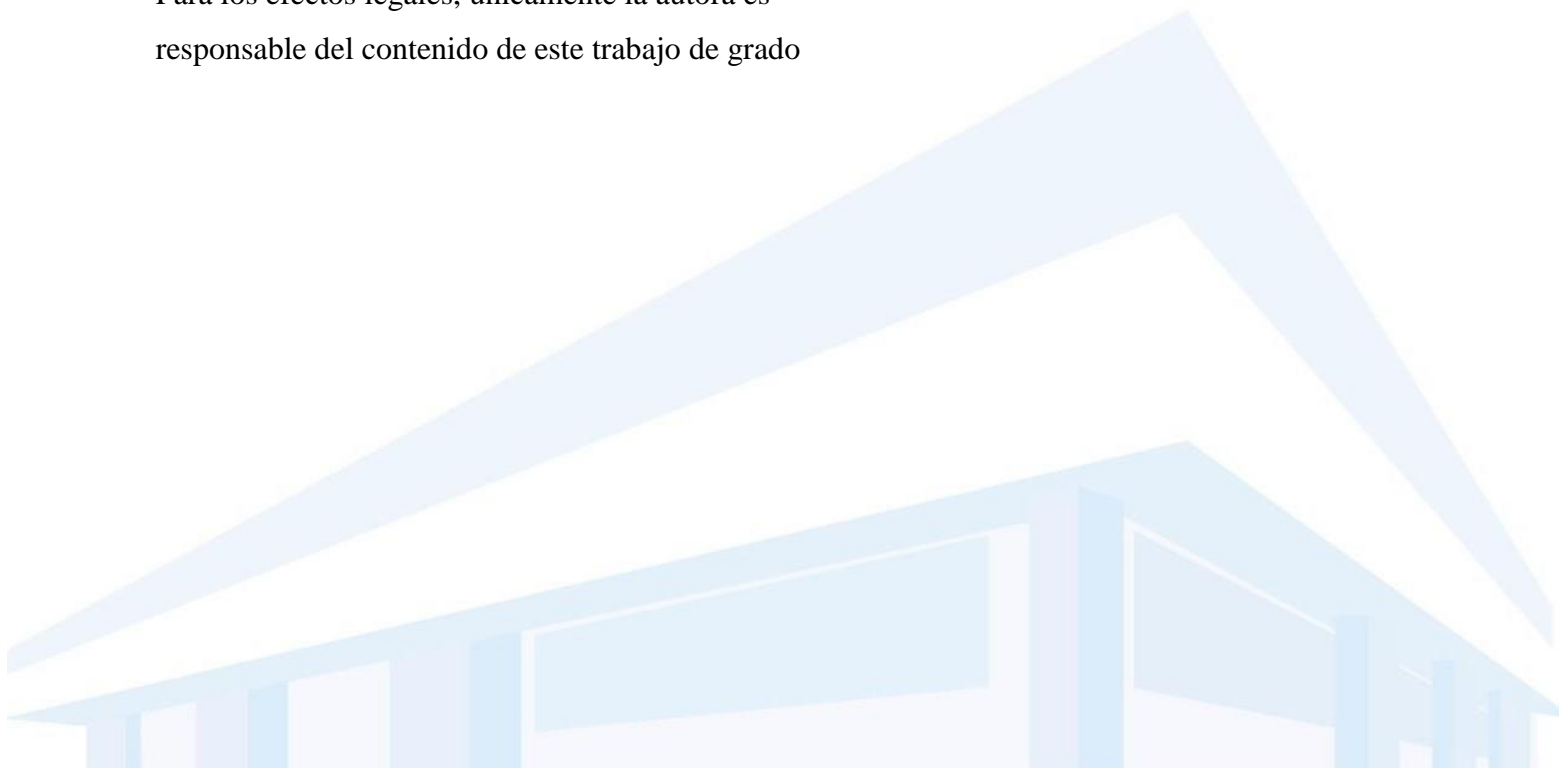 Para los efectos legales, únicamente la autora es
responsable del contenido de este trabajo de grado